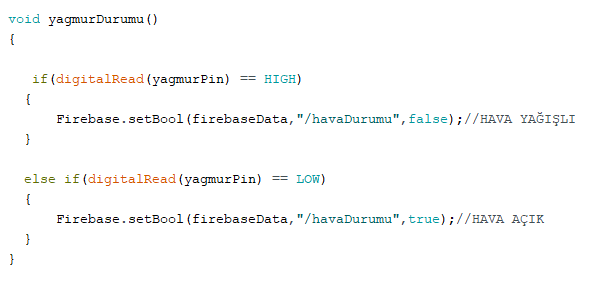 void yagmurDurumu()
{
if(digitalRead(yagmurPin) == HIGH)
{
Firebase.setBool(firebaseData,"/havaDurumu",false);//HAVA YAĞIŞLI
}
else if(digitalRead(yagmurPin) == LOW)
{
Firebase.setBool(firebaseData,"/havaDurumu",true);//HAVA AÇIK
}
}